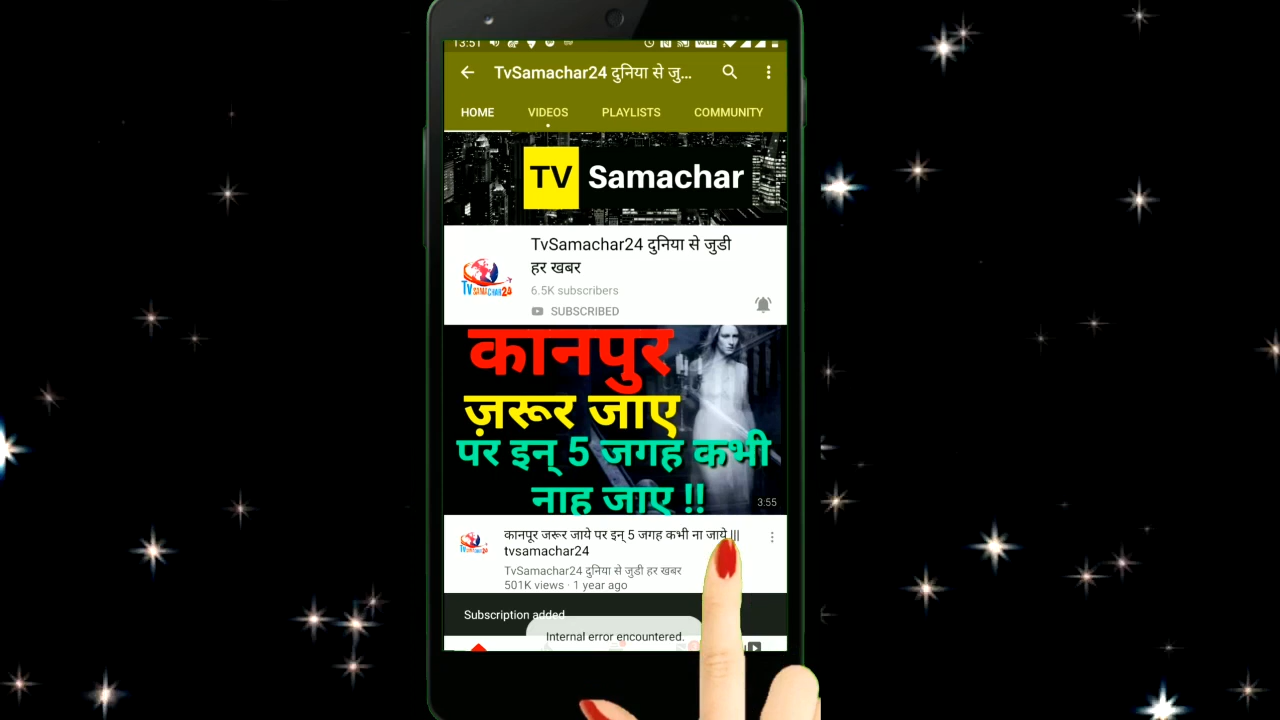 13:51
TvSamachar24 दुनिया से जु...
HOME VIDEOS PLAYLISTS COMMUNITY
TV Samachar
TvSamachar24 दुनिया से जुडी
हर खबर
6.5K subscribers
SUBSCRIBED
TV SAMACHAR24
कानपुर
ज़रूर जाए
पर इन् 5 जगह कभी
नाह जाए !!
3:55
कानपूर जरूर जाये पर इन् 5 जगह कभी ना जाये |||
tvsamachar24
TvSamachar24 दुनिया से जुडी हर खबर
501K views · 1 year ago
Subscription added
Internal error encountered.